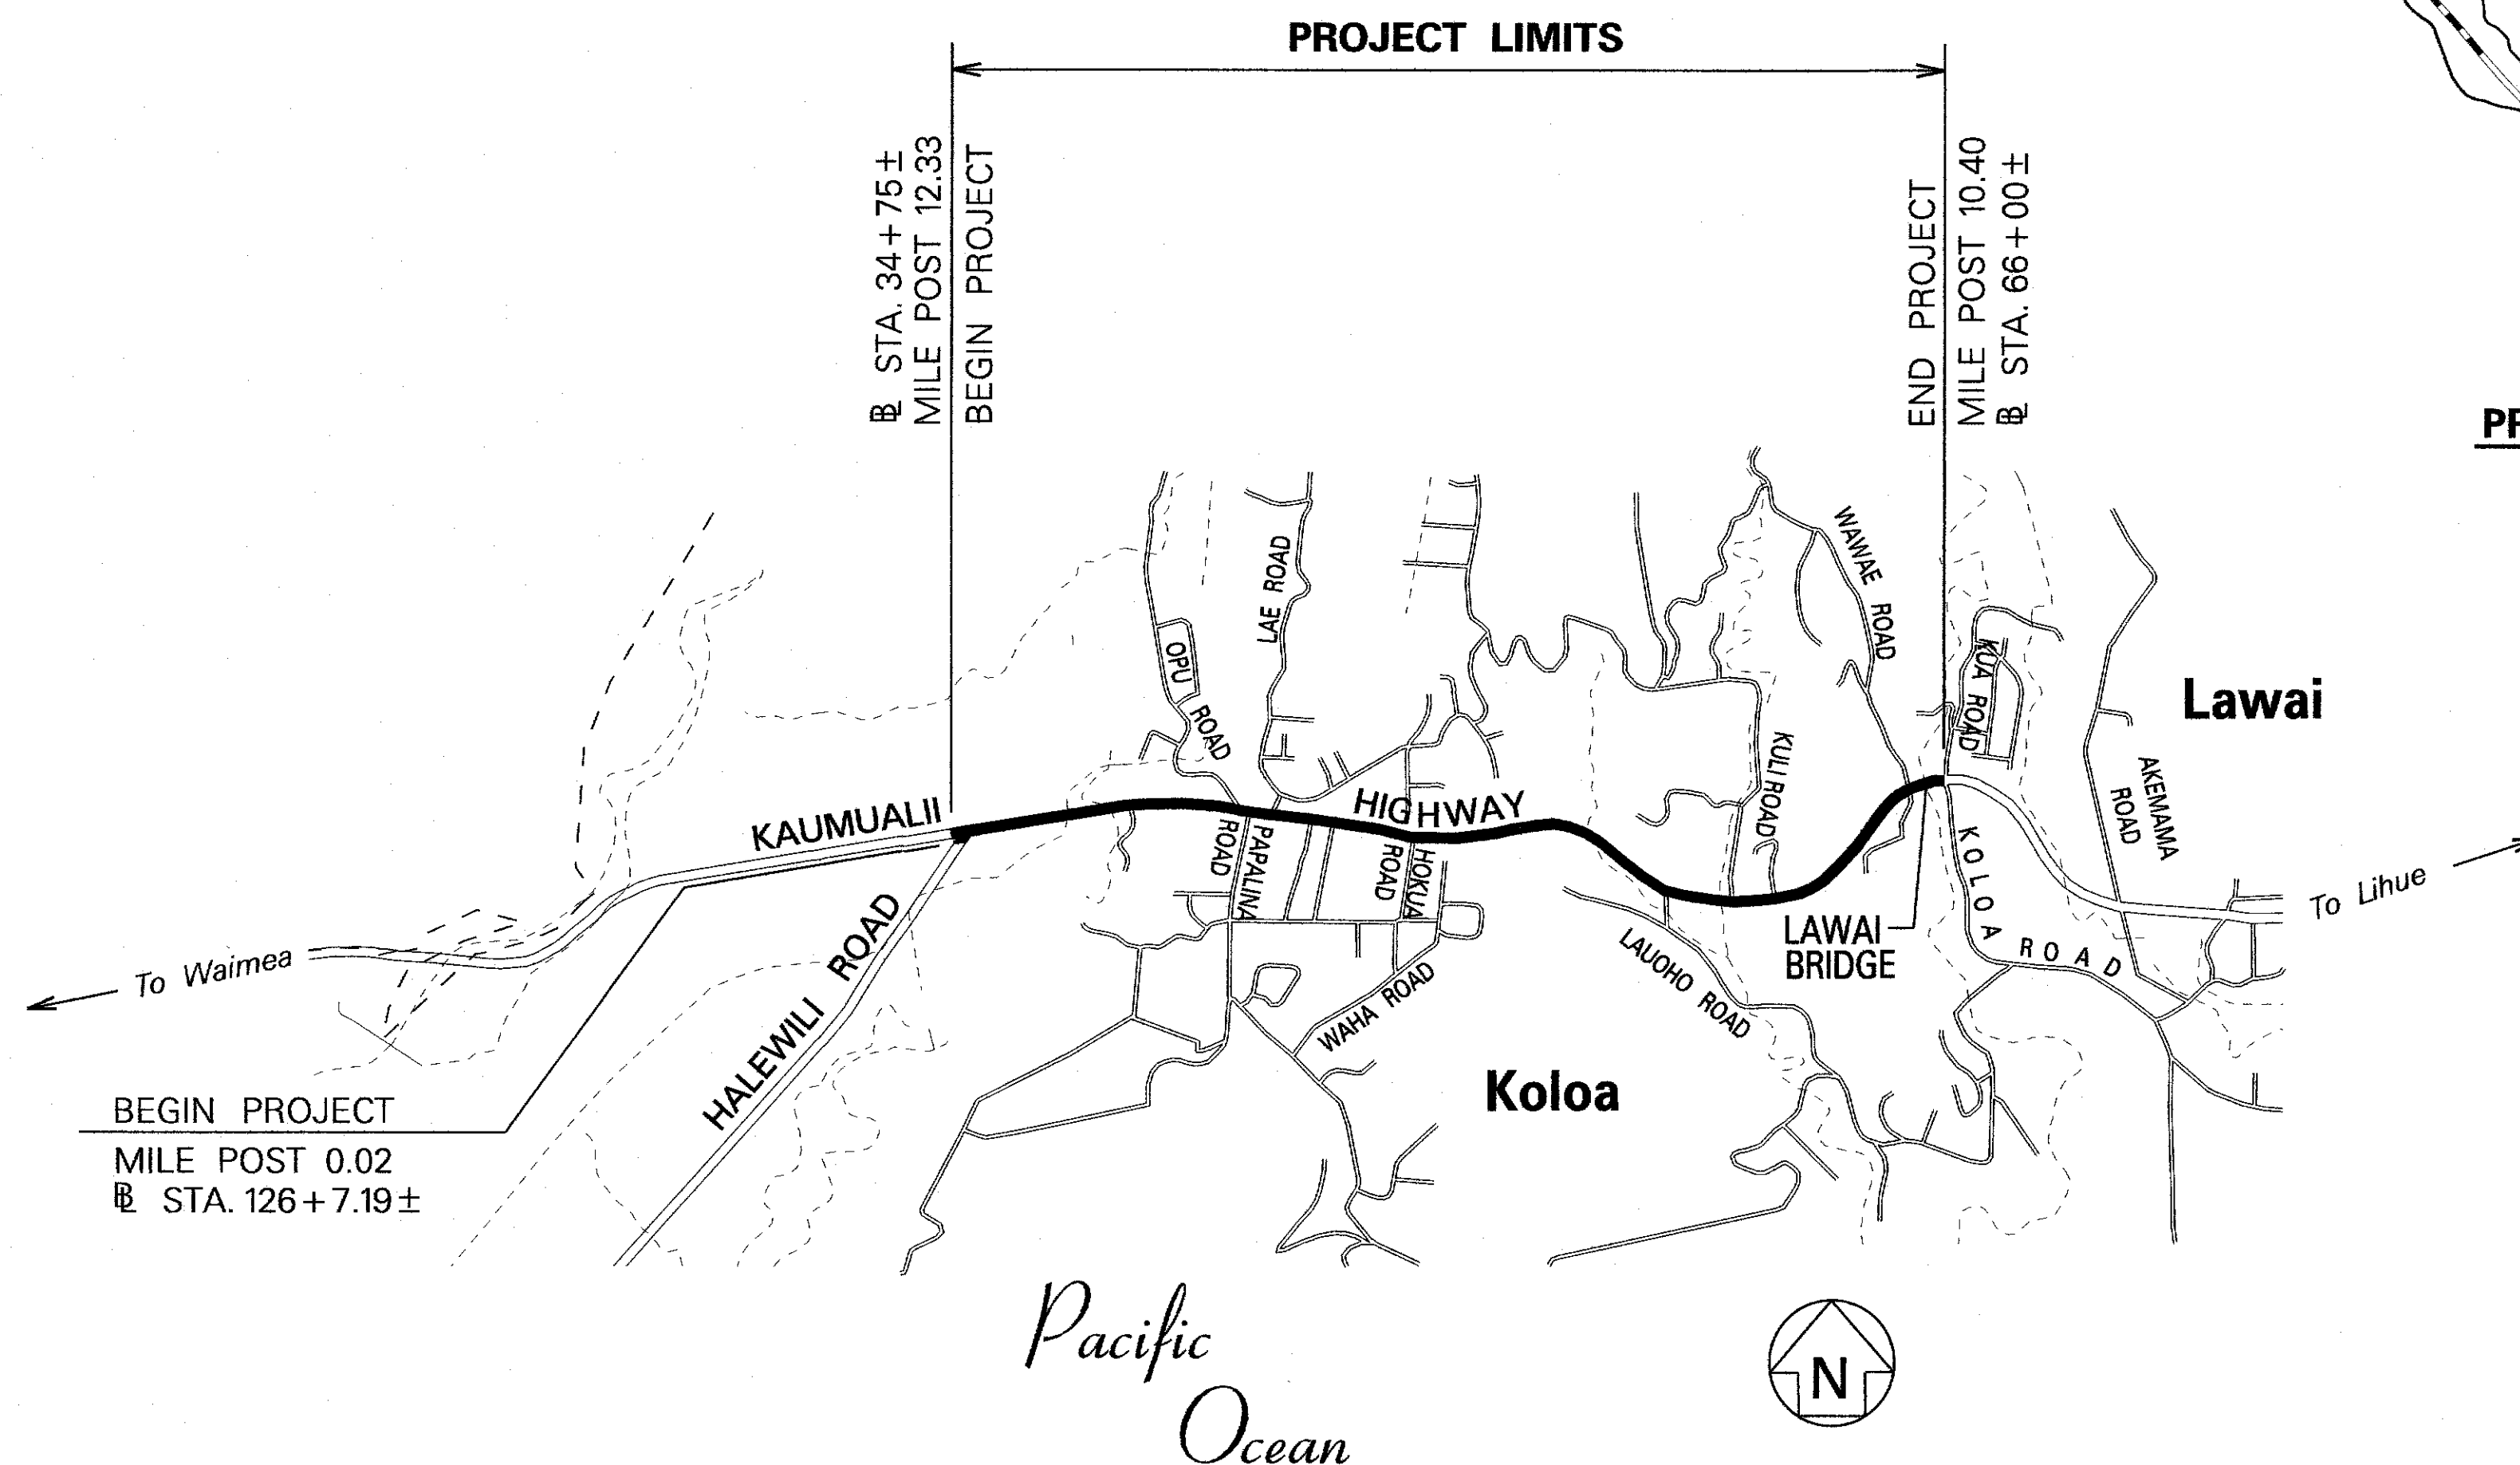 PROJECT LIMITS
℄ STA. 34+75±
MILE POST 12.33
BEGIN PROJECT
END PROJECT
MILE POST 10.40
℄ STA. 66+00±
PR
WAWAE ROAD
LAE ROAD
OPU ROAD
KUA ROAD
Lawai
KULI ROAD
AKEMAMA
ROAD
KAUMUALII HIGHWAY
PAPALINA
ROAD
HOKUA
ROAD
KOLOA ROAD
To Lihue
HALEWILI ROAD
LAWAI
BRIDGE
To Waimea
LAUOHO ROAD
WAHA ROAD
Koloa
BEGIN PROJECT
MILE POST 0.02
℄ STA. 126+7.19±
Pacific
Ocean
N